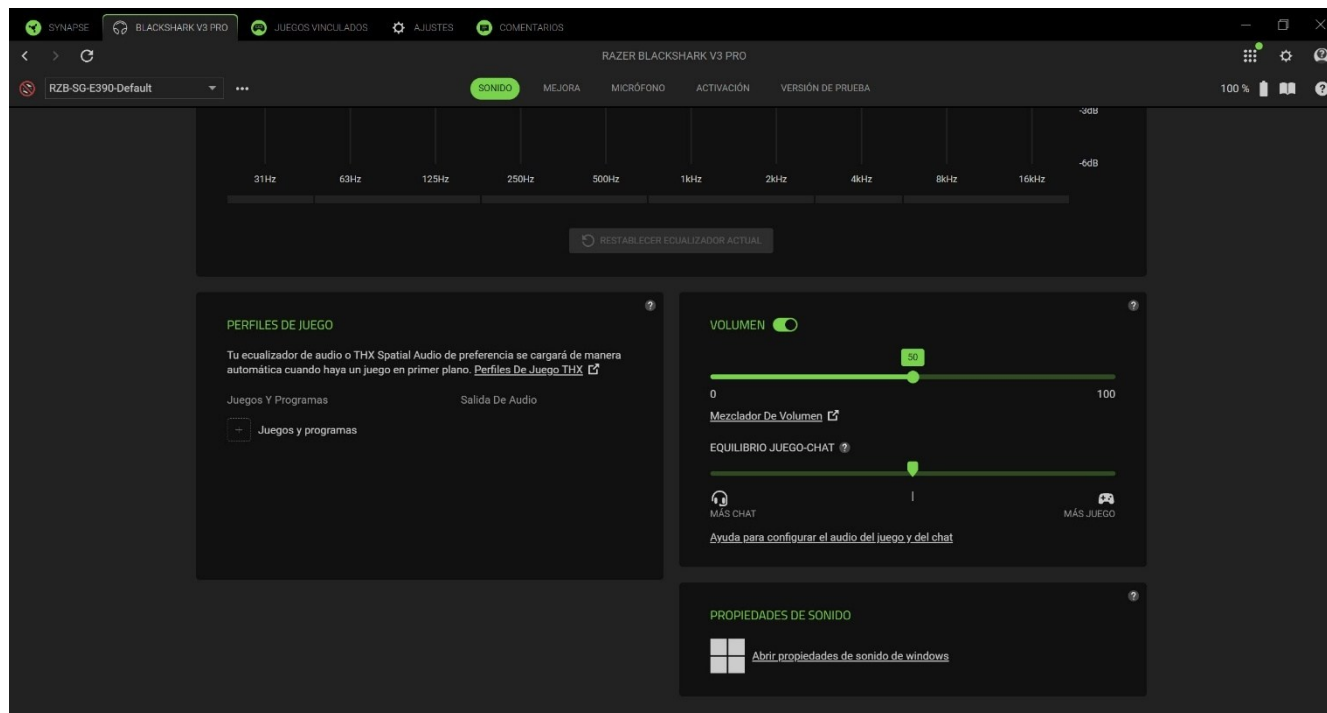 SYNAPSE BLACKSHARK V3 PRO JUEGOS VINCULADOS AJUSTES COMENTARIOS
RAZER BLACKSHARK V3 PRO
RZB-SG-E390-Default SONIDO MEJORA MICRÓFONO ACTIVACIÓN VERSIÓN DE PRUEBA 100 %
-3dB
-6dB
31Hz 63Hz 125Hz 250Hz 500Hz 1kHz 2kHz 4kHz 8kHz 16kHz
RESTABLECER ECUALIZADOR ACTUAL
PERFILES DE JUEGO
Tu ecualizador de audio o THX Spatial Audio de preferencia se cargará de manera
automática cuando haya un juego en primer plano. Perfiles De Juego THX
Juegos Y Programas Salida De Audio
Juegos y programas
VOLUMEN
50
0 100
Mezclador De Volumen
EQUILIBRIO JUEGO-CHAT
MÁS CHAT MÁS JUEGO
Ayuda para configurar el audio del juego y del chat
PROPIEDADES DE SONIDO
Abrir propiedades de sonido de windows